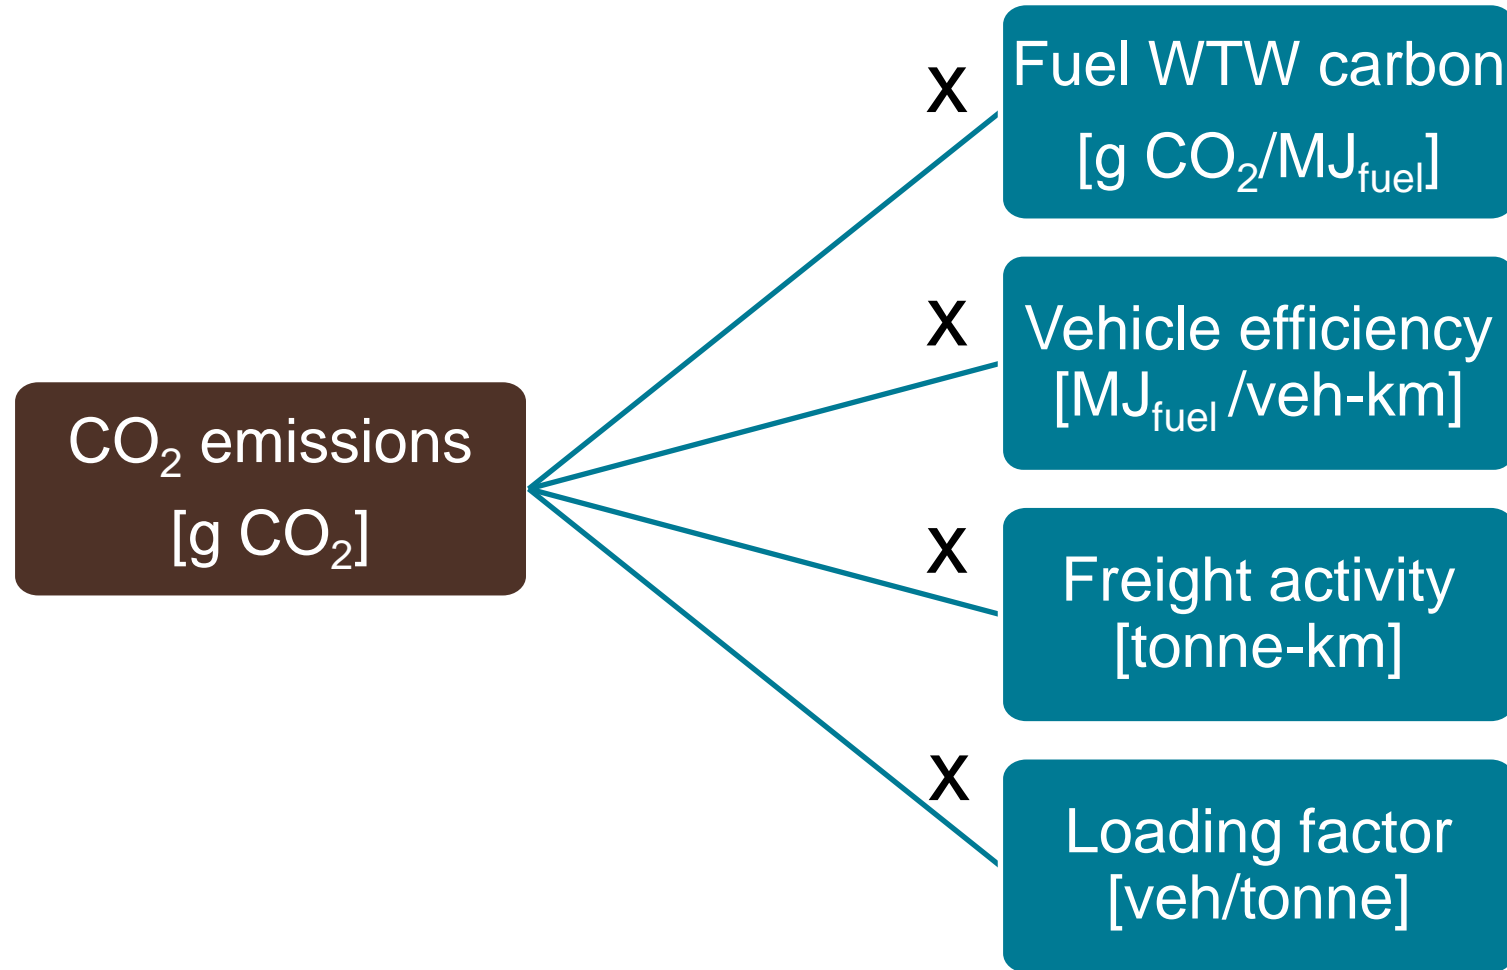 CO₂ emissions
[g CO₂]
X
Fuel WTW carbon
[g CO₂/MJfuel]
X
Vehicle efficiency
[MJfuel /veh-km]
X
Freight activity
[tonne-km]
X
Loading factor
[veh/tonne]